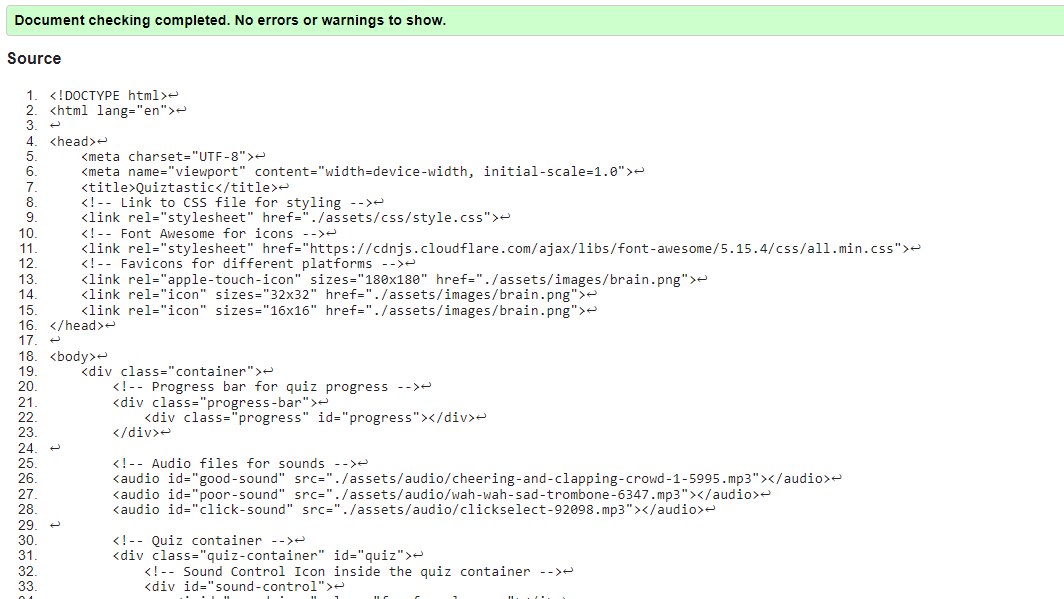 Document checking completed. No errors or warnings to show.
Source
1. <!DOCTYPE html>↩
2. <html lang="en">↩
3. ↩
4. <head>↩
5. <meta charset="UTF-8">↩
6. <meta name="viewport" content="width=device-width, initial-scale=1.0">↩
7. <title>Quiztastic</title>↩
8. <!-- Link to CSS file for styling -->↩
9. <link rel="stylesheet" href="./assets/css/style.css">↩
10. <!-- Font Awesome for icons -->↩
11. <link rel="stylesheet" href="https://cdnjs.cloudflare.com/ajax/libs/font-awesome/5.15.4/css/all.min.css">↩
12. <!-- Favicons for different platforms -->↩
13. <link rel="apple-touch-icon" sizes="180x180" href="./assets/images/brain.png">↩
14. <link rel="icon" sizes="32x32" href="./assets/images/brain.png">↩
15. <link rel="icon" sizes="16x16" href="./assets/images/brain.png">↩
16. </head>↩
17. ↩
18. <body>↩
19. <div class="container">↩
20. <!-- Progress bar for quiz progress -->↩
21. <div class="progress-bar">↩
22. <div class="progress" id="progress"></div>↩
23. </div>↩
24. ↩
25. <!-- Audio files for sounds -->↩
26. <audio id="good-sound" src="./assets/audio/cheering-and-clapping-crowd-1-5995.mp3"></audio>↩
27. <audio id="poor-sound" src="./assets/audio/wah-wah-sad-trombone-6347.mp3"></audio>↩
28. <audio id="click-sound" src="./assets/audio/clickselect-92098.mp3"></audio>↩
29. ↩
30. <!-- Quiz container -->↩
31. <div class="quiz-container" id="quiz">↩
32. <!-- Sound Control Icon inside the quiz container -->↩
33. <div id="sound-control">↩